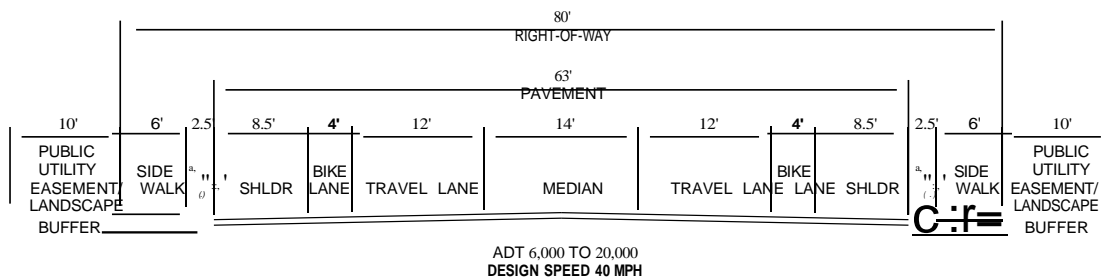 80'
RIGHT-OF-WAY
63'
PAVEMENT
10' 6' 2.5' 8.5' 4' 12' 14' 12' 4' 8.5' 2.5' 6' 10'
PUBLIC UTILITY EASEMENT/ LANDSCAPE BUFFER
SIDE WALK
SHLDR
BIKE LANE
TRAVEL LANE
MEDIAN
TRAVEL LANE
BIKE LANE
SHLDR
SIDE WALK
PUBLIC UTILITY EASEMENT/ LANDSCAPE BUFFER
c :r=
ADT 6,000 TO 20,000
DESIGN SPEED 40 MPH